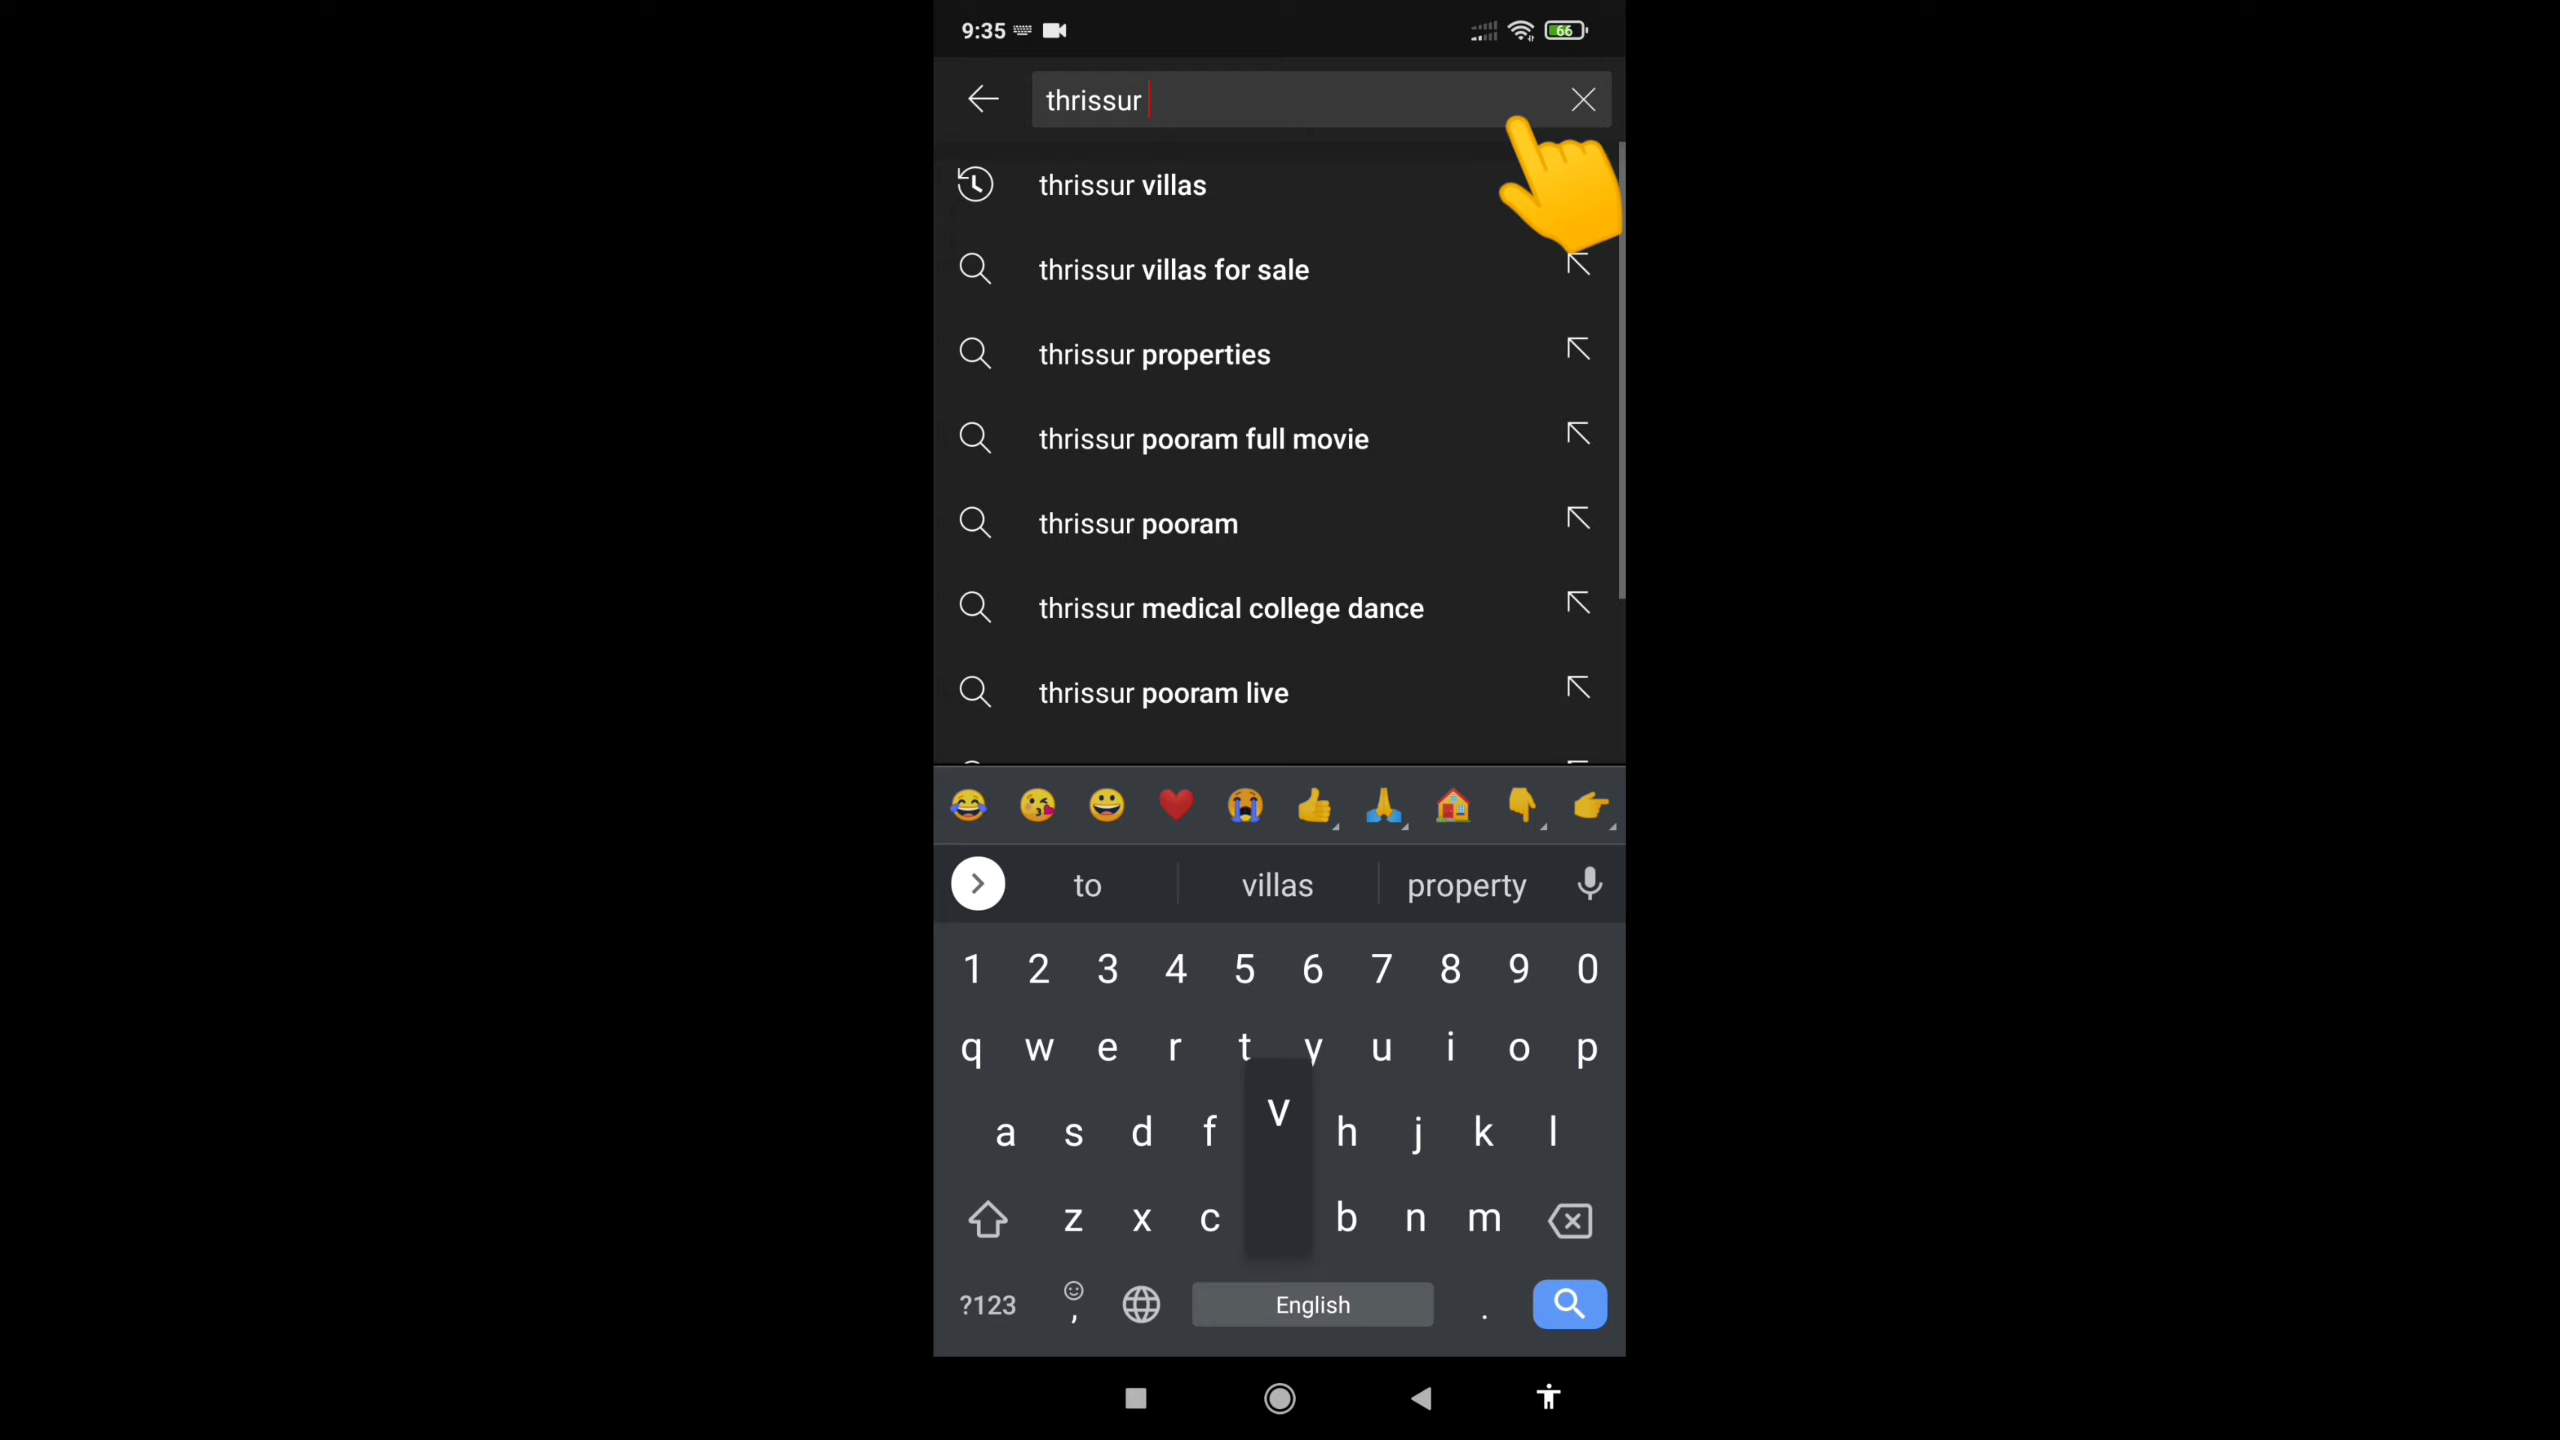 9:35
66
thrissur
thrissur villas
thrissur villas for sale
thrissur properties
thrissur pooram full movie
thrissur pooram
thrissur medical college dance
thrissur pooram live
to villas property
1 2 3 4 5 6 7 8 9 0
q w e r t y u i o p
v
a s d f h j k l
z x c b n m
?123 , English .